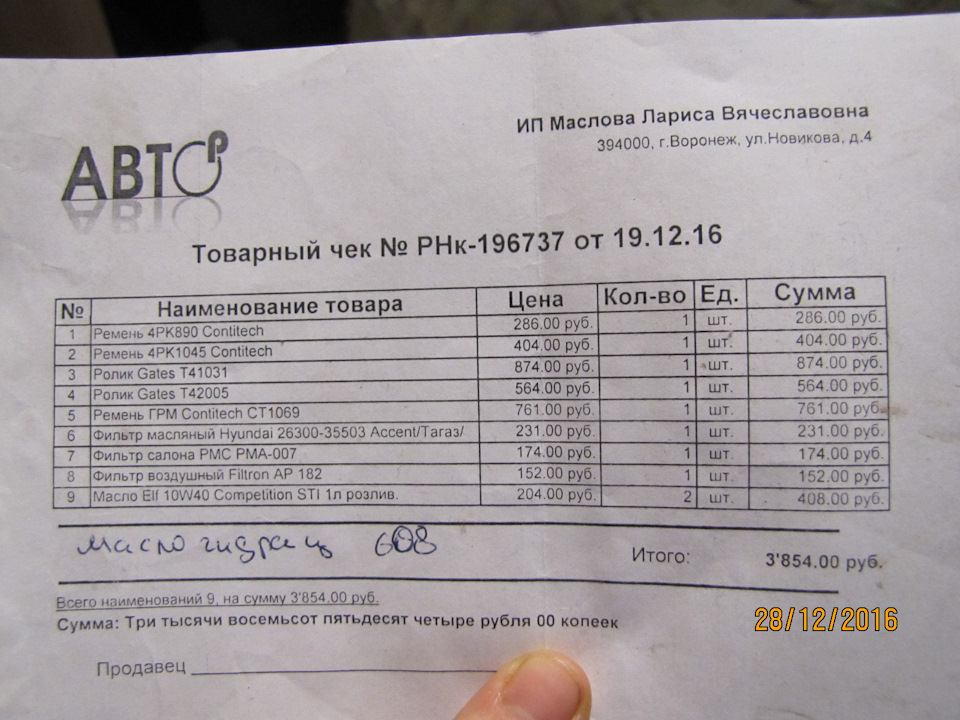 АВТОР
ИП Маслова Лариса Вячеславовна
394000, г.Воронеж, ул.Новикова, д.4
Товарный чек № РНк-196737 от 19.12.16
№ Наименование товара Цена Кол-во Ед. Сумма
1 Ремень 4PK890 Contitech 286.00 руб. 1 шт. 286.00 руб.
2 Ремень 4PK1045 Contitech 404.00 руб. 1 шт. 404.00 руб.
3 Ролик Gates T41031 874.00 руб. 1 шт. 874.00 руб.
4 Ролик Gates T42005 564.00 руб. 1 шт. 564.00 руб.
5 Ремень ГРМ Contitech CT1069 761.00 руб. 1 шт. 761.00 руб.
6 Фильтр масляный Hyundai 26300-35503 Accent/Тагаз/ 231.00 руб. 1 шт. 231.00 руб.
7 Фильтр салона PMC PMA-007 174.00 руб. 1 шт. 174.00 руб.
8 Фильтр воздушный Filtron AP 182 152.00 руб. 1 шт. 152.00 руб.
9 Масло Elf 10W40 Competition STI 1л розлив. 204.00 руб. 2 шт. 408.00 руб.
масло гидрац 608
Итого: 3'854.00 руб.
Всего наименований 9, на сумму 3'854.00 руб.
Сумма: Три тысячи восемьсот пятьдесят четыре рубля 00 копеек
28/12/2016
Продавец